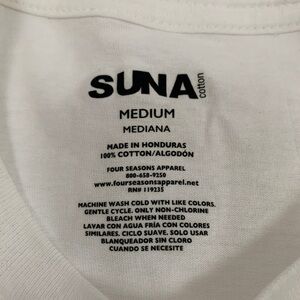 SUNA cotton
MEDIUM
MEDIANA
MADE IN HONDURAS
100% COTTON/ALGODÓN
FOUR SEASONS APPAREL
800-658-9250
www.fourseasonsapparel.net
RN# 119235
MACHINE WASH COLD WITH LIKE COLORS.
GENTLE CYCLE. ONLY NON-CHLORINE
BLEACH WHEN NEEDED
LAVAR CON AGUA FRÍA CON COLORES
SIMILARES. CICLO SUAVE. SOLO USAR
BLANQUEADOR SIN CLORO
CUANDO SE NECESITE